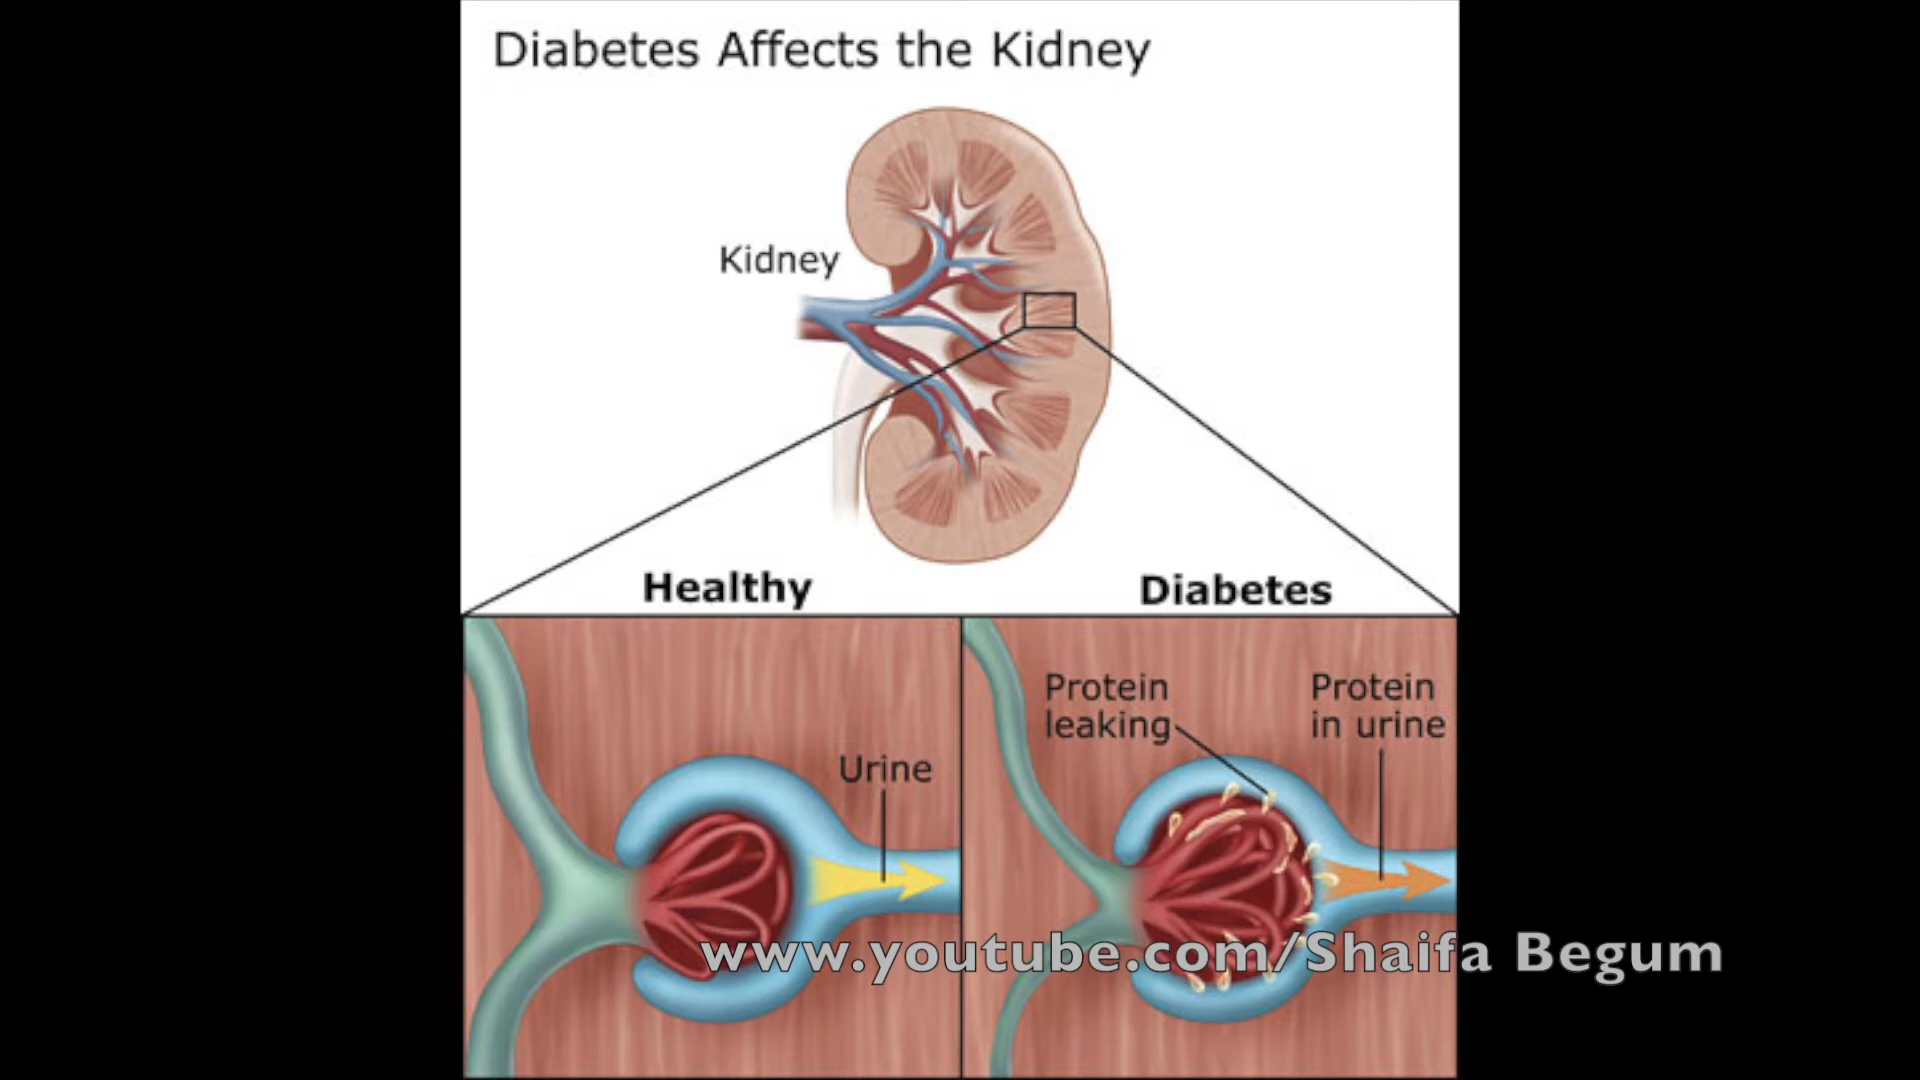 Diabetes Affects the Kidney
Kidney
Healthy
Diabetes
Protein
leaking
Protein
in urine
Urine
www.youtube.com/Shaifa Begum